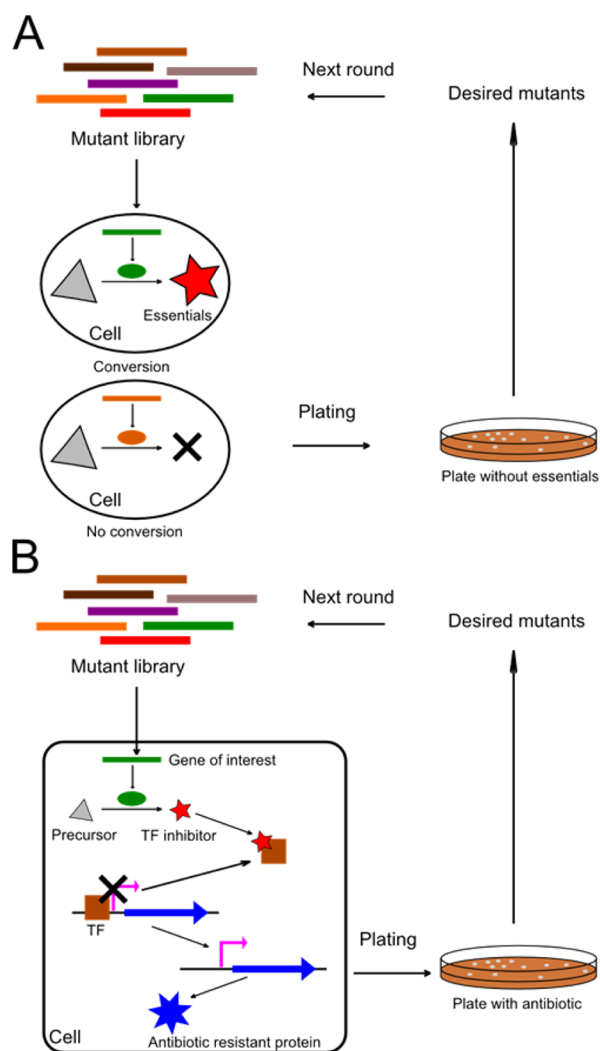 A
Next round
Desired mutants
Mutant library
Essentials
Cell
Conversion
Plating
Cell
No conversion
Plate without essentials
B
Next round
Desired mutants
Mutant library
Gene of interest
Precursor
TF inhibitor
TF
Plating
Antibiotic resistant protein
Cell
Plate with antibiotic